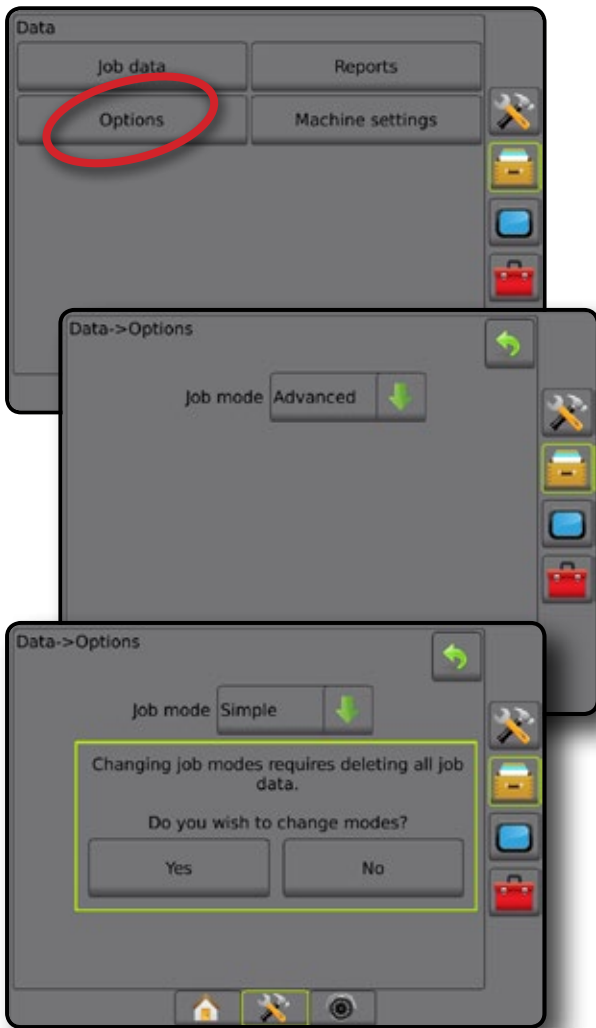 Data
Job data
Reports
Options
Machine settings
Data->Options
Job mode Advanced
Data->Options
Job mode Simple
Changing job modes requires deleting all job
data.
Do you wish to change modes?
Yes
No